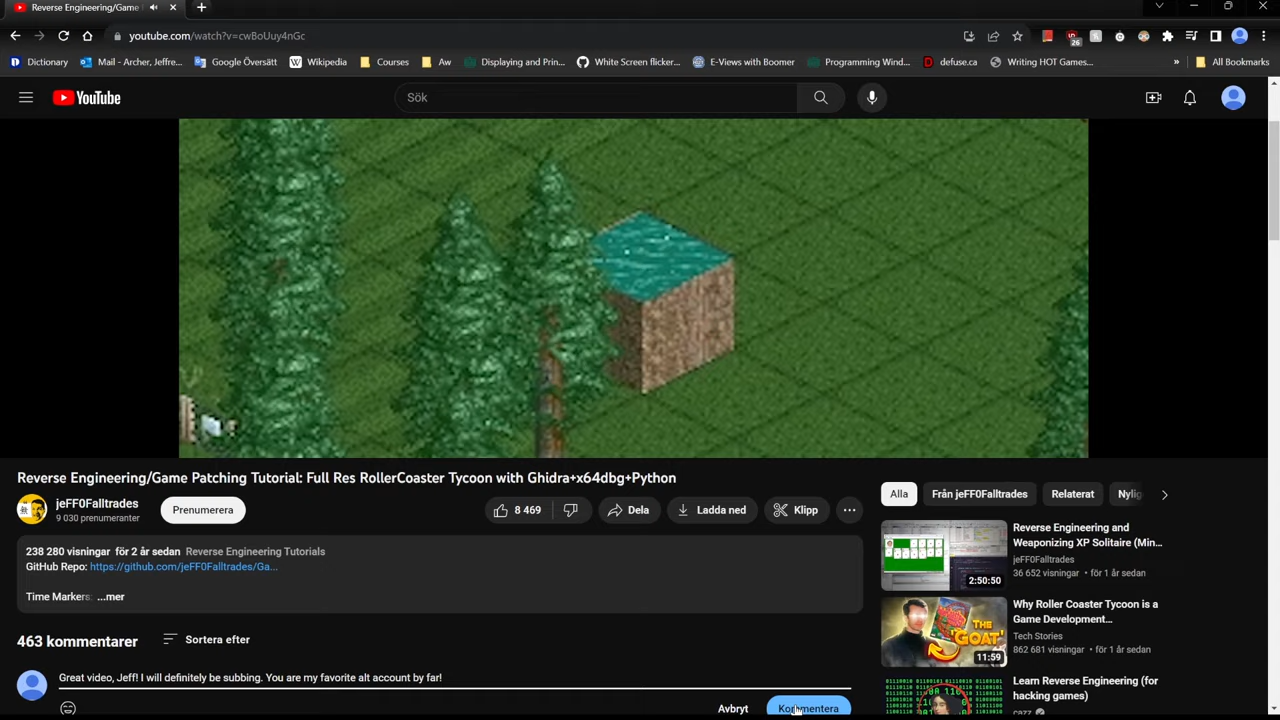 Reverse Engineering/Game
youtube.com/watch?v=cwBoUuy4nGc
26
Dictionary
Mail - Archer, Jeffre...
Google Översätt
Wikipedia
Courses
Aw
Displaying and Prin...
White Screen flicker...
E-Views with Boomer
Programming Win...
defuse.ca
Writing HOT Games...
»
All Bookmarks
YouTube
Sök
Reverse Engineering/Game Patching Tutorial: Full Res RollerCoaster Tycoon with Ghidra+x64dbg+Python
jeFF0Falltrades
9 030 prenumeranter
Prenumerera
8 469
Dela
Ladda ned
Klipp
238 280 visningar för 2 år sedan Reverse Engineering Tutorials
GitHub Repo: https://github.com/jeFF0Falltrades/Ga...
Time Markers: ...mer
463 kommentarer
Sortera efter
Great video, Jeff! I will definitely be subbing. You are my favorite alt account by far!
Avbryt
Kommentera
Alla
Från jeFF0Falltrades
Relaterat
Nylig
Reverse Engineering and
Weaponizing XP Solitaire (Min...
jeFF0Falltrades
36 652 visningar • för 1 år sedan
2:50:50
Why Roller Coaster Tycoon is a
Game Development...
Tech Stories
862 681 visningar • för 1 år sedan
THE
'GOAT'
11:59
Learn Reverse Engineering (for
hacking games)
cazz